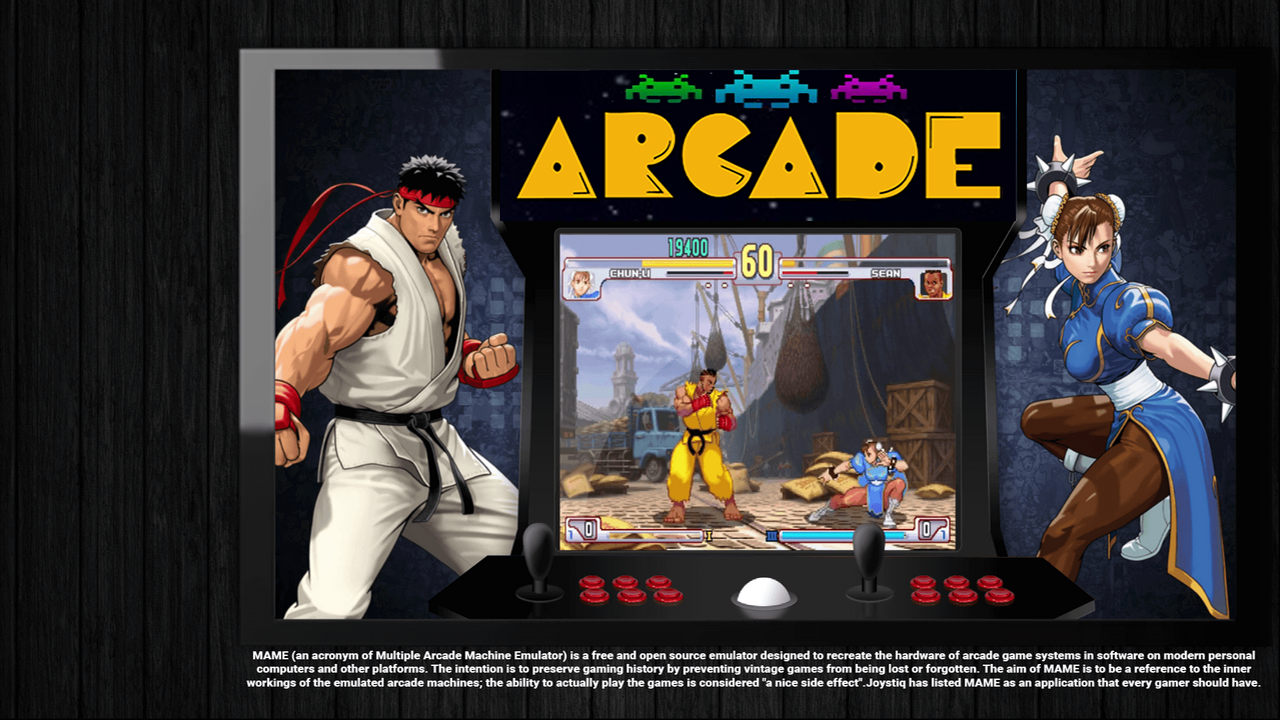 ARCADE
19400
60
CHUN-LI
SEAN
0
1
I
III
0
1
MAME (an acronym of Multiple Arcade Machine Emulator) is a free and open source emulator designed to recreate the hardware of arcade game systems in software on modern personal
computers and other platforms. The intention is to preserve gaming history by preventing vintage games from being lost or forgotten. The aim of MAME is to be a reference to the inner
workings of the emulated arcade machines; the ability to actually play the games is considered "a nice side effect".Joystiq has listed MAME as an application that every gamer should have.